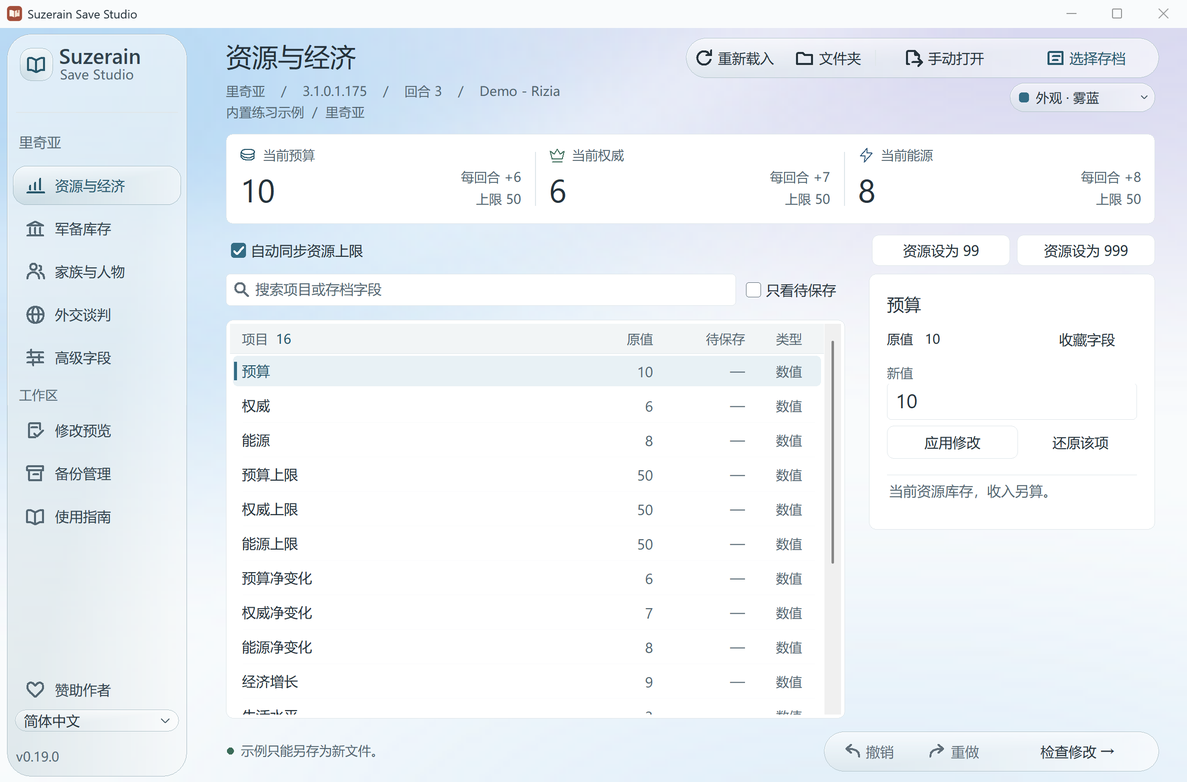 Suzerain Save Studio
Suzerain
Save Studio
里奇亚
资源与经济
军备库存
家族与人物
外交谈判
高级字段
工作区
修改预览
备份管理
使用指南
赞助作者
简体中文
v0.19.0
资源与经济
里奇亚 / 3.1.0.1.175 / 回合 3 / Demo - Rizia
内置练习示例 / 里奇亚
重新载入 文件夹 手动打开 选择存档
外观 · 雾蓝
当前预算
10
每回合 +6
上限 50
当前权威
6
每回合 +7
上限 50
当前能源
8
每回合 +8
上限 50
自动同步资源上限
资源设为 99 资源设为 999
搜索项目或存档字段
只看待保存
项目 16 原值 待保存 类型
预算 10 — 数值
权威 6 — 数值
能源 8 — 数值
预算上限 50 — 数值
权威上限 50 — 数值
能源上限 50 — 数值
预算净变化 6 — 数值
权威净变化 7 — 数值
能源净变化 8 — 数值
经济增长 9 — 数值
预算
原值 10 收藏字段
新值
10
应用修改 还原该项
当前资源库存，收入另算。
示例只能另存为新文件。
撤销 重做 检查修改 →